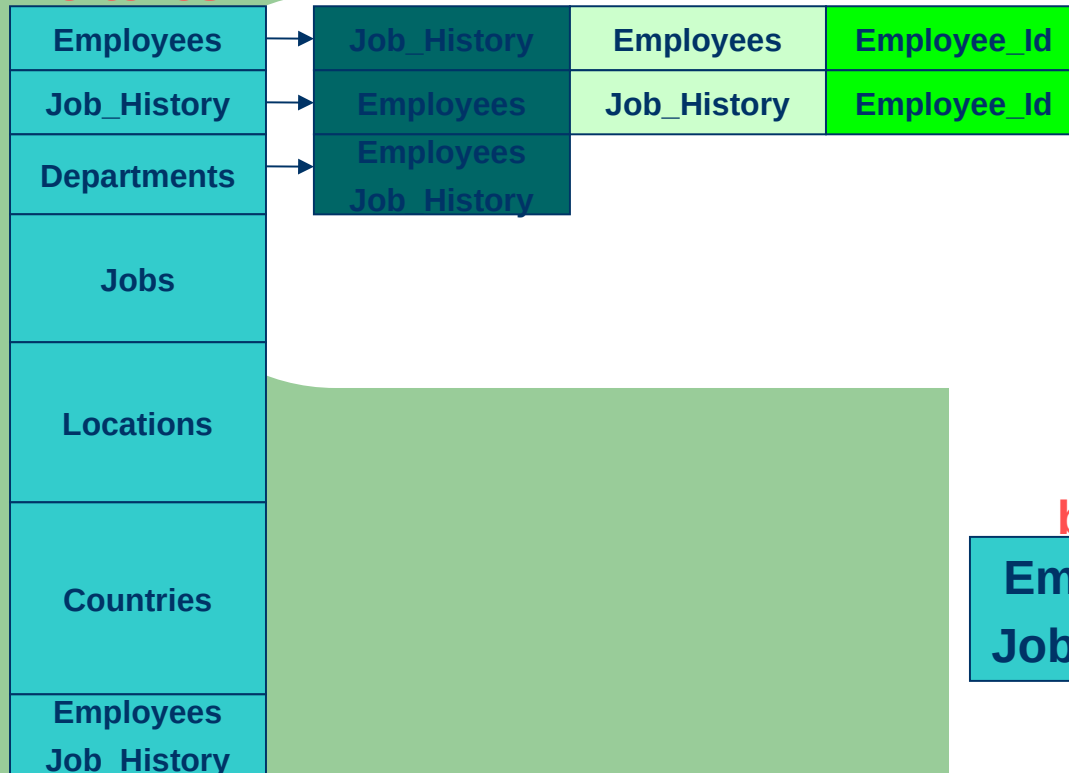 Employees Job_History Employees Employee_Id
Job_History Employees Job_History Employee_Id
Departments Employees
Job_History
Jobs
Locations
Countries
Employees
Job_History